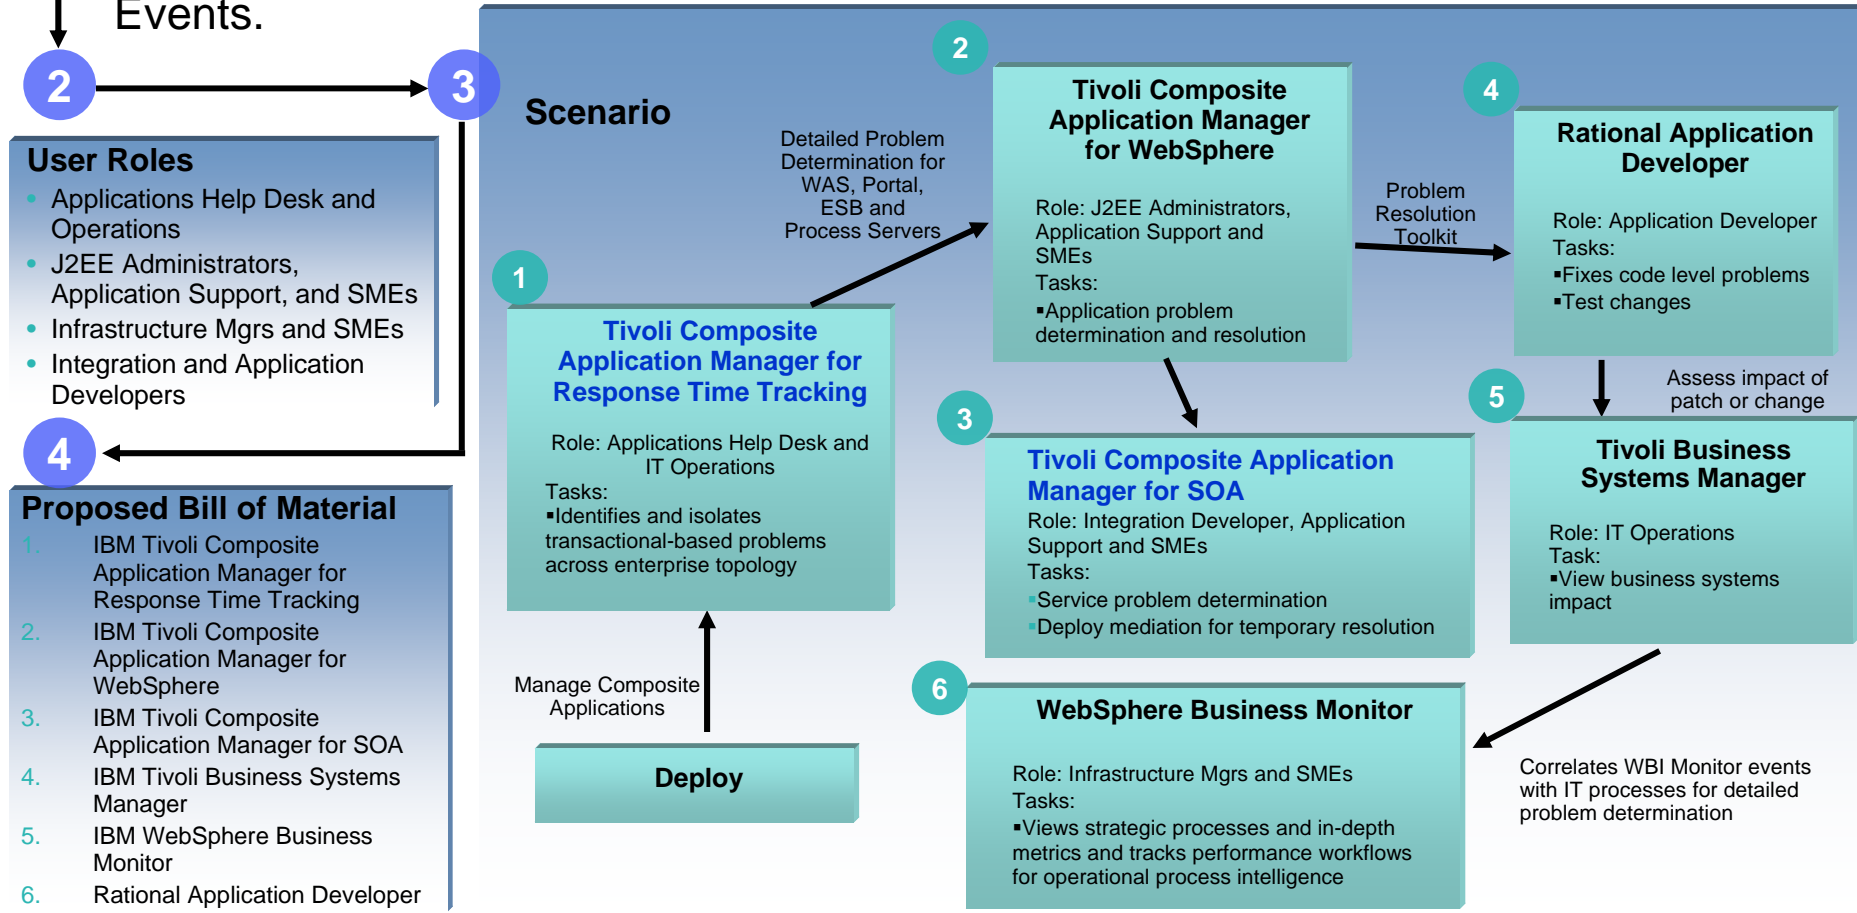 Events.
2
3
User Roles
• Applications Help Desk and
Operations
• J2EE Administrators,
Application Support, and SMEs
• Infrastructure Mgrs and SMEs
• Integration and Application
Developers
4
Proposed Bill of Material
1. IBM Tivoli Composite
Application Manager for
Response Time Tracking
2. IBM Tivoli Composite
Application Manager for
WebSphere
3. IBM Tivoli Composite
Application Manager for SOA
4. IBM Tivoli Business Systems
Manager
5. IBM WebSphere Business
Monitor
6. Rational Application Developer
Scenario
1
Tivoli Composite
Application Manager for
Response Time Tracking
Role: Applications Help Desk and
IT Operations
Tasks:
▪Identifies and isolates
transactional-based problems
across enterprise topology
Manage Composite
Applications
Deploy
Detailed Problem
Determination for
WAS, Portal,
ESB and
Process Servers
2
Tivoli Composite
Application Manager
for WebSphere
Role: J2EE Administrators,
Application Support and
SMEs
Tasks:
▪Application problem
determination and resolution
3
Tivoli Composite Application
Manager for SOA
Role: Integration Developer, Application
Support and SMEs
Tasks:
▪Service problem determination
▪Deploy mediation for temporary resolution
Problem
Resolution
Toolkit
4
Rational Application
Developer
Role: Application Developer
Tasks:
▪Fixes code level problems
▪Test changes
Assess impact of
patch or change
5
Tivoli Business
Systems Manager
Role: IT Operations
Task:
▪View business systems
impact
6
WebSphere Business Monitor
Role: Infrastructure Mgrs and SMEs
Tasks:
▪Views strategic processes and in-depth
metrics and tracks performance workflows
for operational process intelligence
Correlates WBI Monitor events
with IT processes for detailed
problem determination